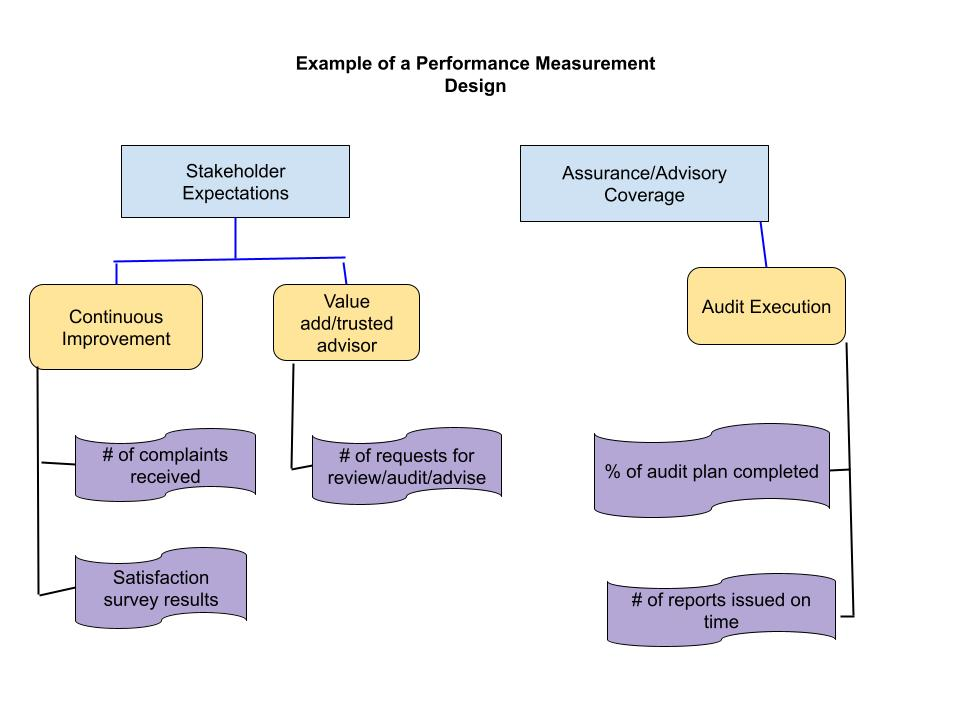 Example of a Performance Measurement
Design
Stakeholder
Expectations
Assurance/Advisory
Coverage
Continuous
Improvement
Value
add/trusted
advisor
Audit Execution
# of complaints
received
# of requests for
review/audit/advise
% of audit plan completed
Satisfaction
survey results
# of reports issued on
time